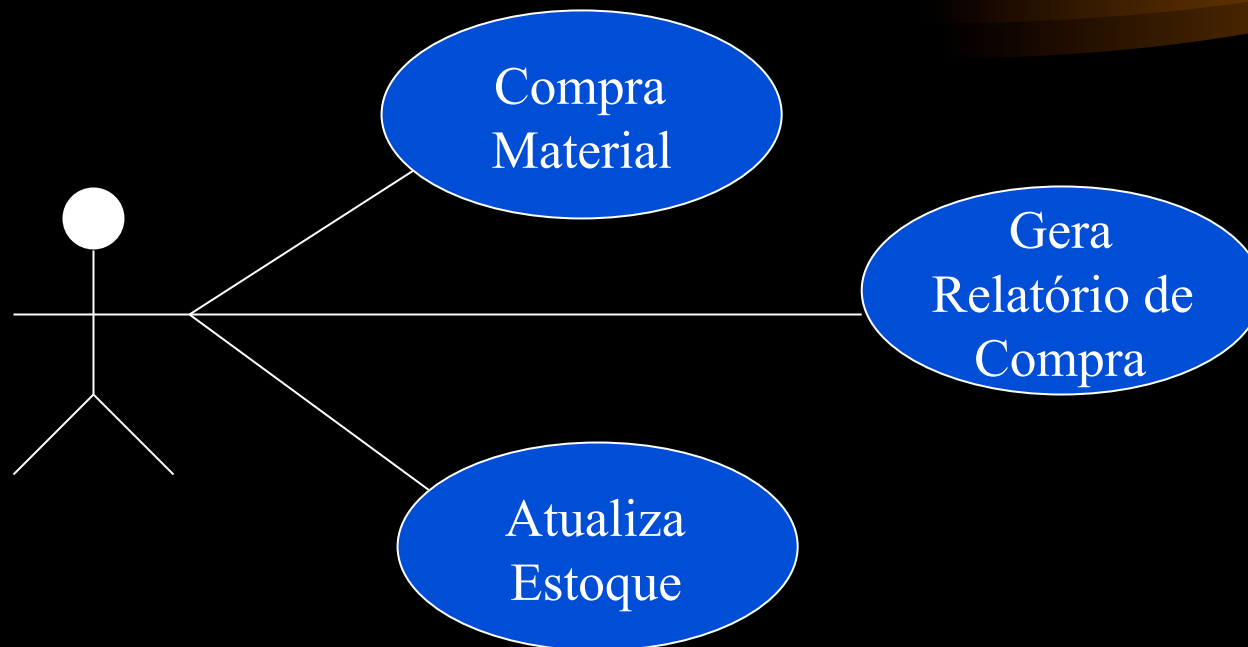 Compra
Material
Gera
Relatório de
Compra
Atualiza
Estoque